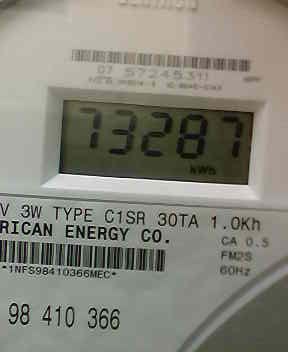 07 57245311
73287
kWh
V 3W TYPE C1SR 30TA 1.0Kh
RICAN ENERGY CO.
CA 0.5
FM2S
60Hz
*1NFS98410366MEC*
98 410 366